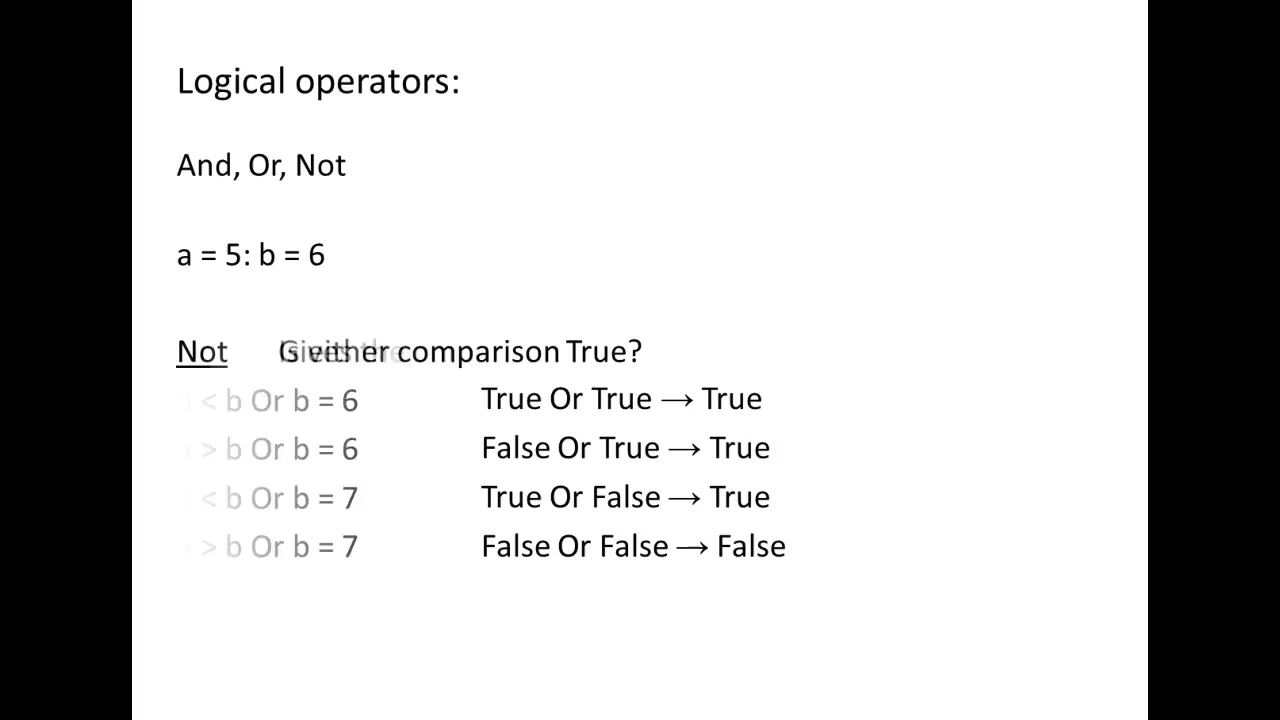 Logical operators:
And, Or, Not
a = 5: b = 6
Not comparison True?
< b Or b = 6 True Or True → True
> b Or b = 6 False Or True → True
< b Or b = 7 True Or False → True
> b Or b = 7 False Or False → False